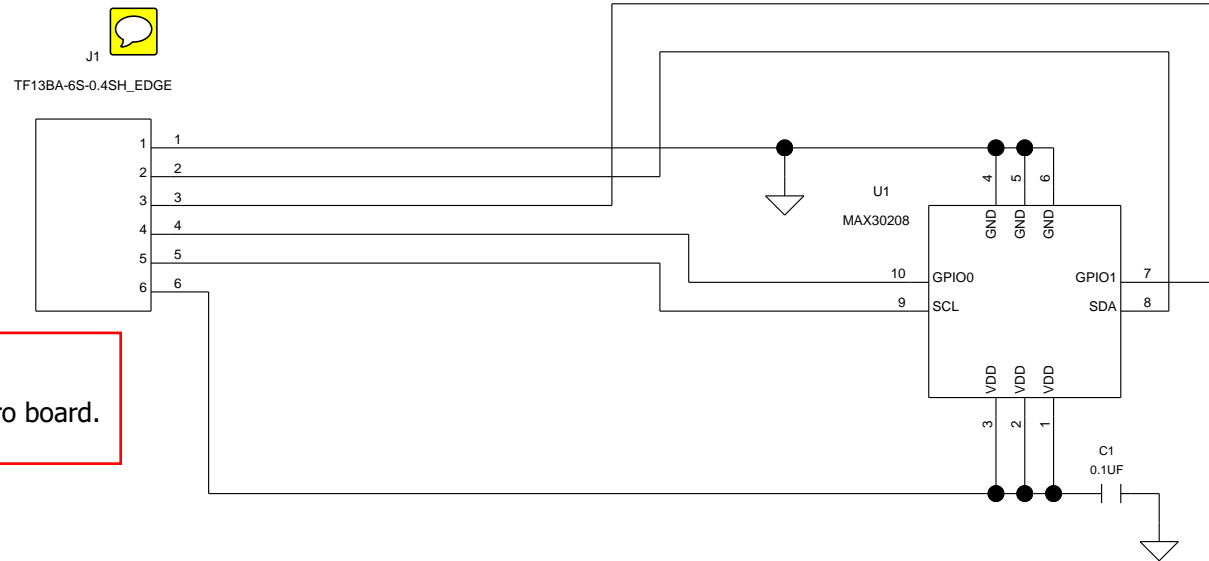 J1
TF13BA-6S-0.4SH_EDGE
1 1
2 2
3 3
4 4
5 5
6 6
ro board.
U1
MAX30208
4 5 6
GND GND GND
10 GPIO0
9 SCL
GPIO1 7
SDA 8
VDD VDD VDD
3 2 1
C1
0.1UF